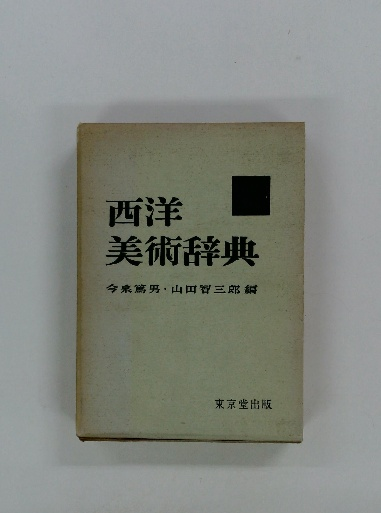 西洋
美術辞典
今泉篤男・山田智三郎 編
東京堂出版